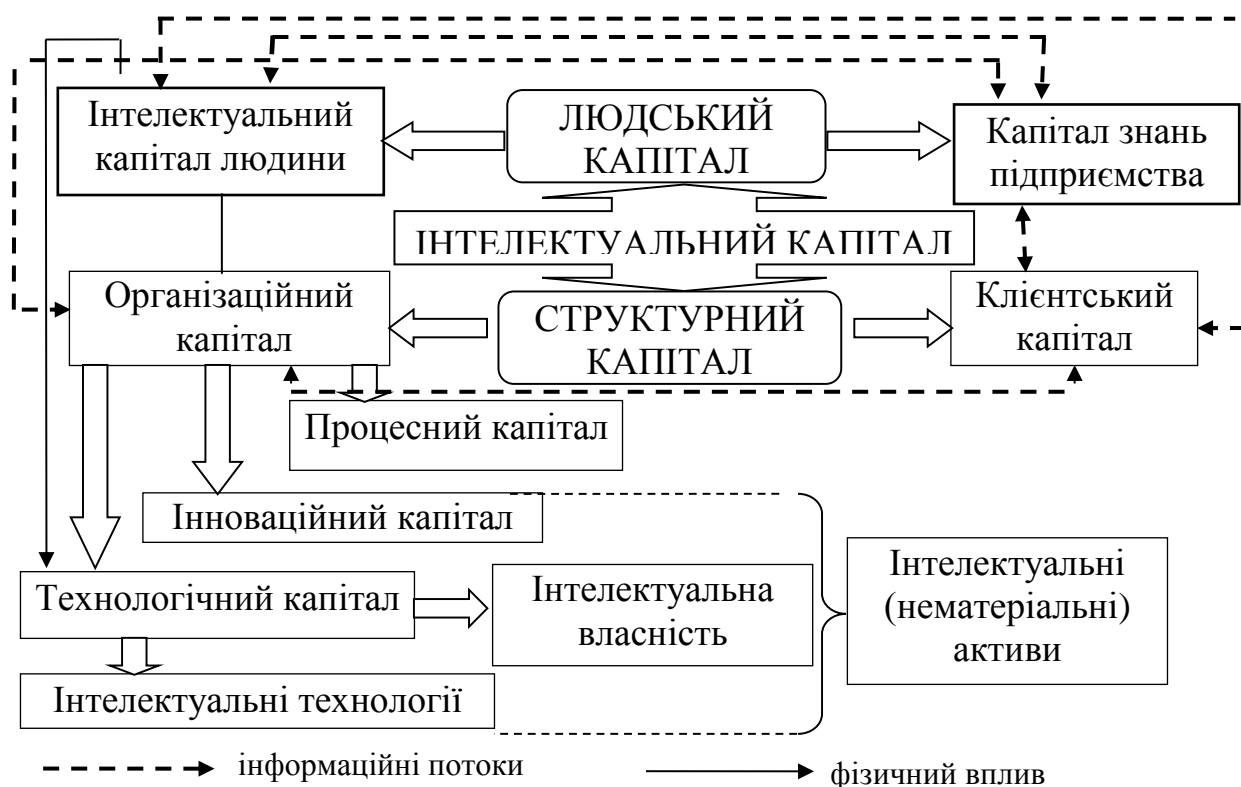 Інтелектуальний
капітал людини
ЛЮДСЬКИЙ
КАПІТАЛ
Капітал знань
підприємства
ІНТЕЛЕКТУАЛЬНИЙ КАПІТАЛ
Організаційний
капітал
СТРУКТУРНИЙ
КАПІТАЛ
Клієнтський
капітал
Процесний капітал
Інноваційний капітал
Технологічний капітал
Інтелектуальна
власність
Інтелектуальні
(нематеріальні)
активи
Інтелектуальні технології
інформаційні потоки
фізичний вплив